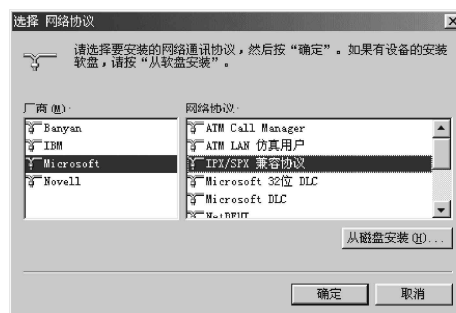 选择 网络协议
请选择要安装的网络通讯协议，然后按“确定”。如果有设备的安装
软盘，请按“从软盘安装”。
厂商(M):
网络协议:
Banyan
IBM
Microsoft
Novell
ATM Call Manager
ATM LAN 仿真用户
IPX/SPX 兼容协议
Microsoft 32位 DLC
Microsoft DLC
NetBEUI
从磁盘安装(H)...
确定
取消